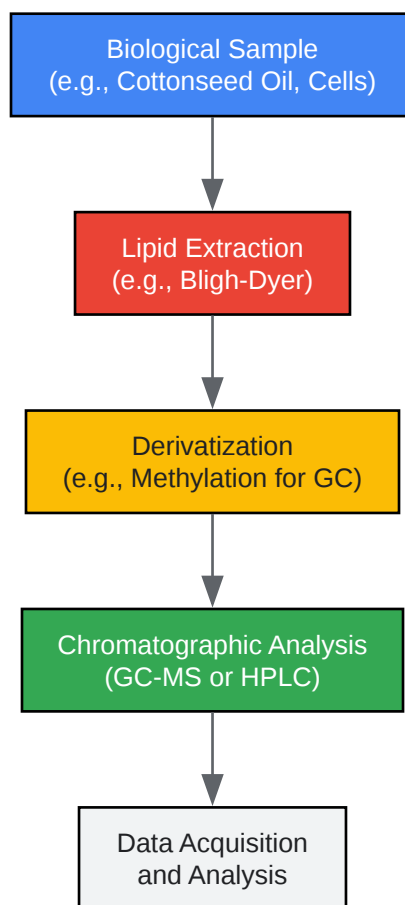 Biological Sample
(e.g., Cottonseed Oil, Cells)
Lipid Extraction
(e.g., Bligh-Dyer)
Derivatization
(e.g., Methylation for GC)
Chromatographic Analysis
(GC-MS or HPLC)
Data Acquisition
and Analysis